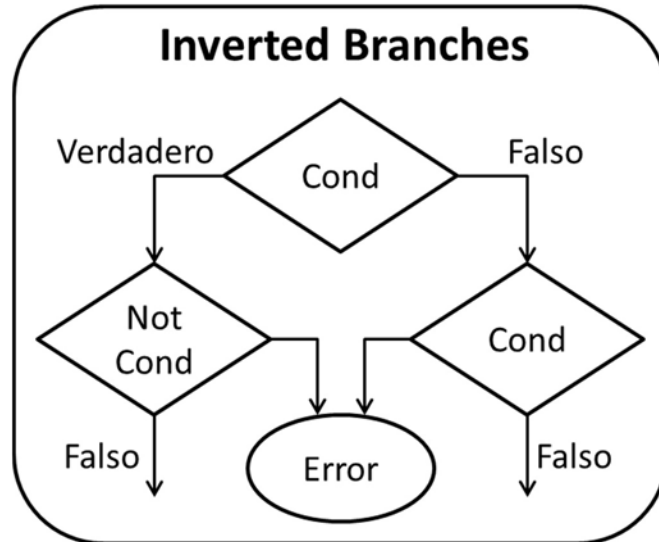 Inverted Branches
Verdadero
Falso
Cond
Not
Cond
Cond
Falso
Error
Falso